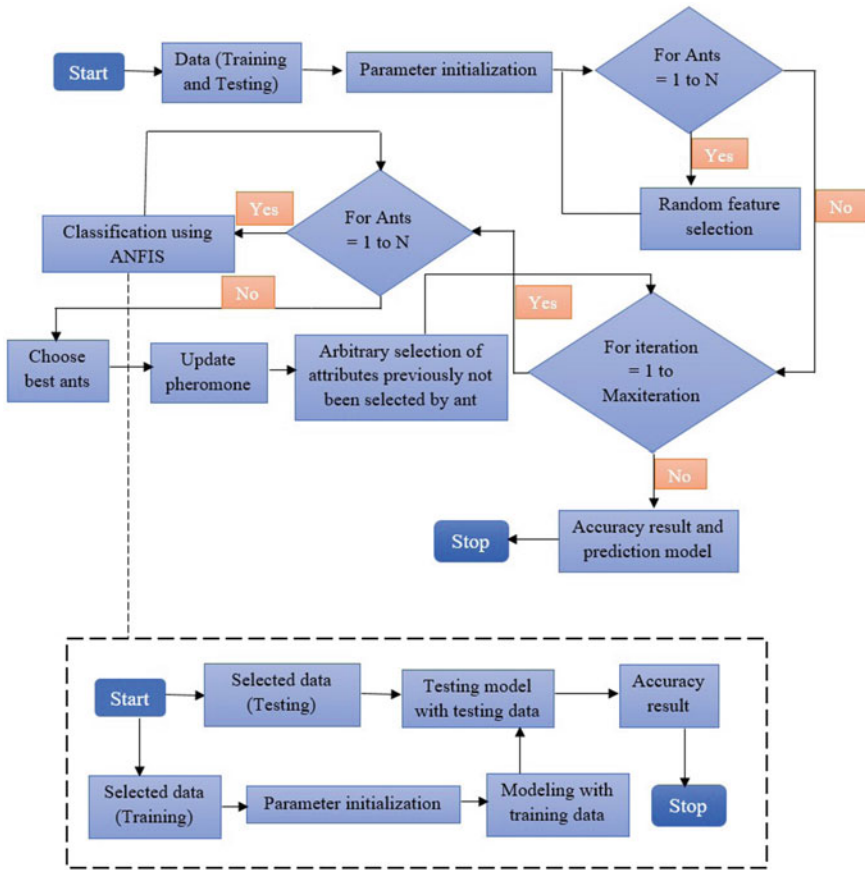 Start
Data (Training
and Testing)
Parameter initialization
For Ants
= 1 to N
Yes
No
Random feature
selection
For Ants
= 1 to N
Yes
Classification using
ANFIS
No
Choose
best ants
Update
pheromone
Arbitrary selection of
attributes previously not
been selected by ant
Yes
For iteration
= 1 to
Maxiteration
No
Accuracy result and
prediction model
Stop
Start
Selected data
(Testing)
Testing model
with testing data
Accuracy
result
Selected data
(Training)
Parameter initialization
Modeling with
training data
Stop